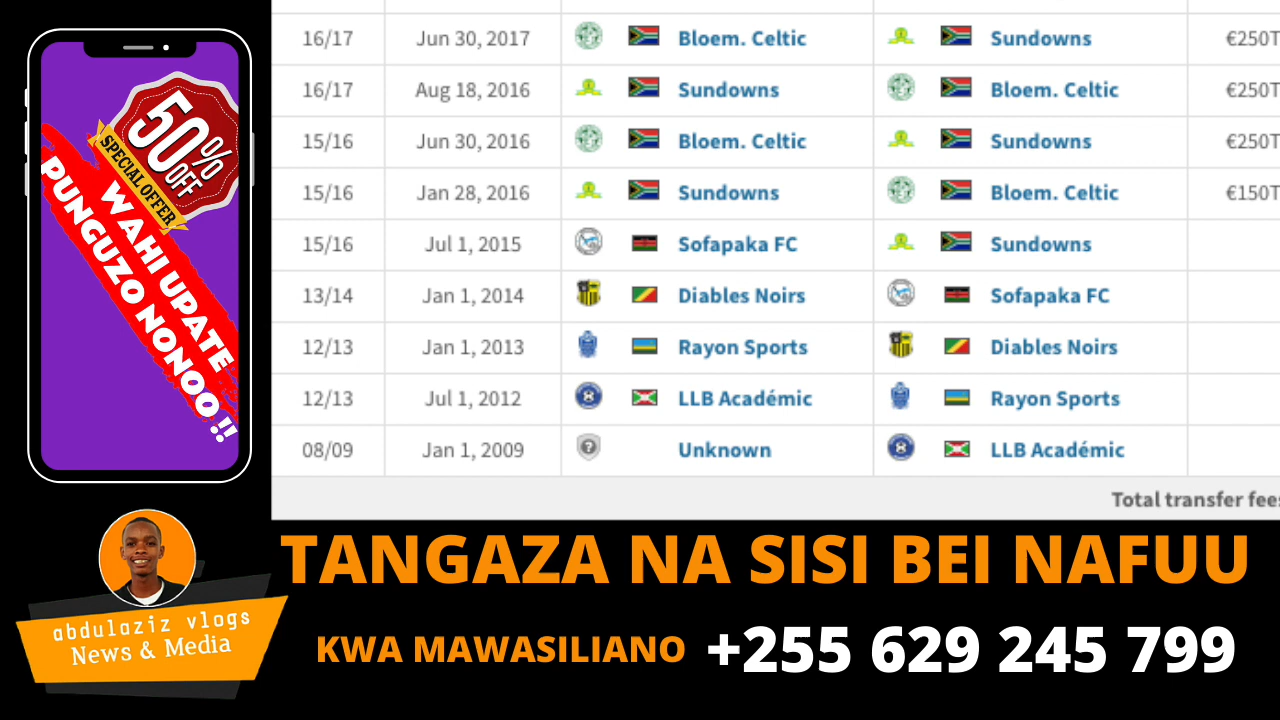 50%
OFF
SPECIAL OFFER
WAHI UPATE
PUNGUZO NONOO !!
16/17 Jun 30, 2017 Bloem. Celtic Sundowns €250T
16/17 Aug 18, 2016 Sundowns Bloem. Celtic €250T
15/16 Jun 30, 2016 Bloem. Celtic Sundowns €250T
15/16 Jan 28, 2016 Sundowns Bloem. Celtic €150T
15/16 Jul 1, 2015 Sofapaka FC Sundowns
13/14 Jan 1, 2014 Diables Noirs Sofapaka FC
12/13 Jan 1, 2013 Rayon Sports Diables Noirs
12/13 Jul 1, 2012 LLB Académic Rayon Sports
08/09 Jan 1, 2009 ? Unknown LLB Académic
Total transfer fees
TANGAZA NA SISI BEI NAFUU
abdulaziz vlogs
News & Media
KWA MAWASILIANO +255 629 245 799